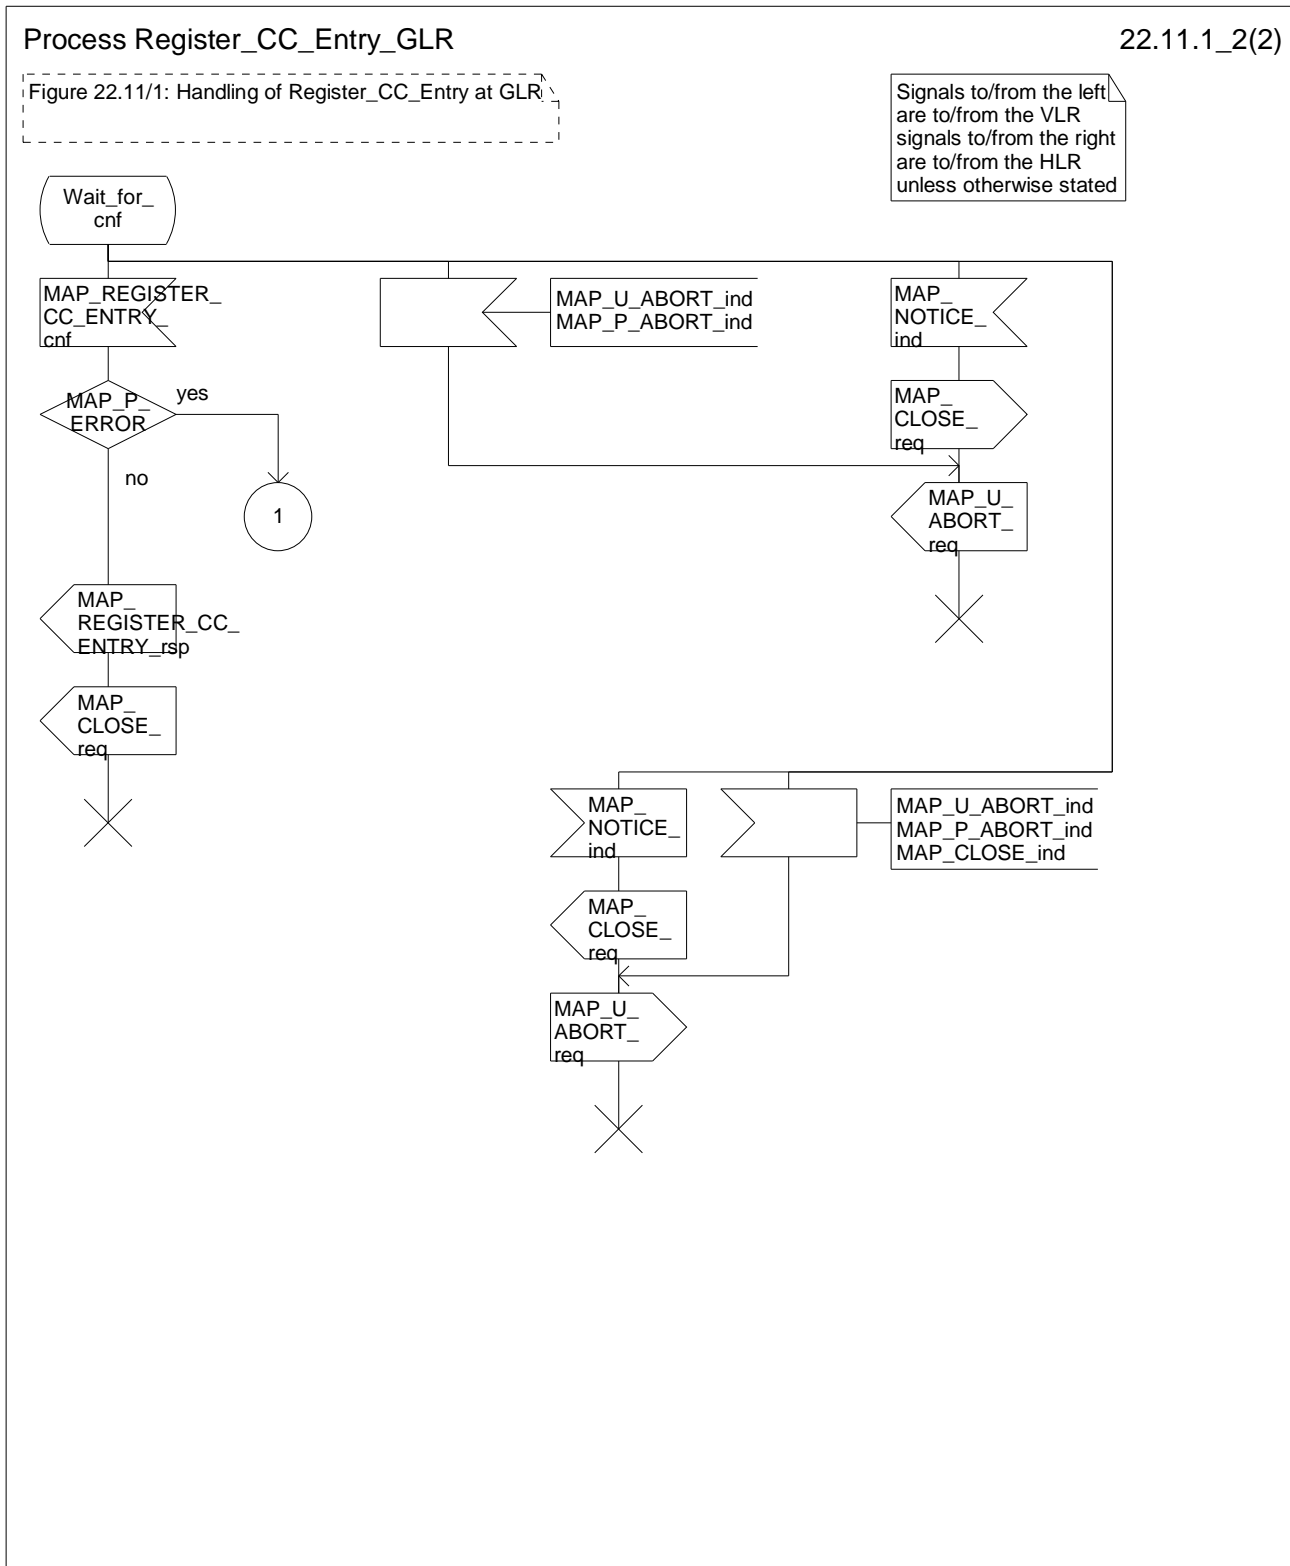 Process Register_CC_Entry_GLR
22.11.1_2(2)
Figure 22.11/1: Handling of Register_CC_Entry at GLR
Signals to/from the left
are to/from the VLR
signals to/from the right
are to/from the HLR
unless otherwise stated
Wait_for_
cnf
MAP_REGISTER_
CC_ENTRY_
cnf
MAP_U_ABORT_ind
MAP_P_ABORT_ind
MAP_
NOTICE_
ind
MAP_P_
ERROR
yes
no
1
MAP_
CLOSE_
req
MAP_U_
ABORT_
req
MAP_
REGISTER_CC_
ENTRY_rsp
MAP_
CLOSE_
req
MAP_
NOTICE_
ind
MAP_U_ABORT_ind
MAP_P_ABORT_ind
MAP_CLOSE_ind
MAP_
CLOSE_
req
MAP_U_
ABORT_
req